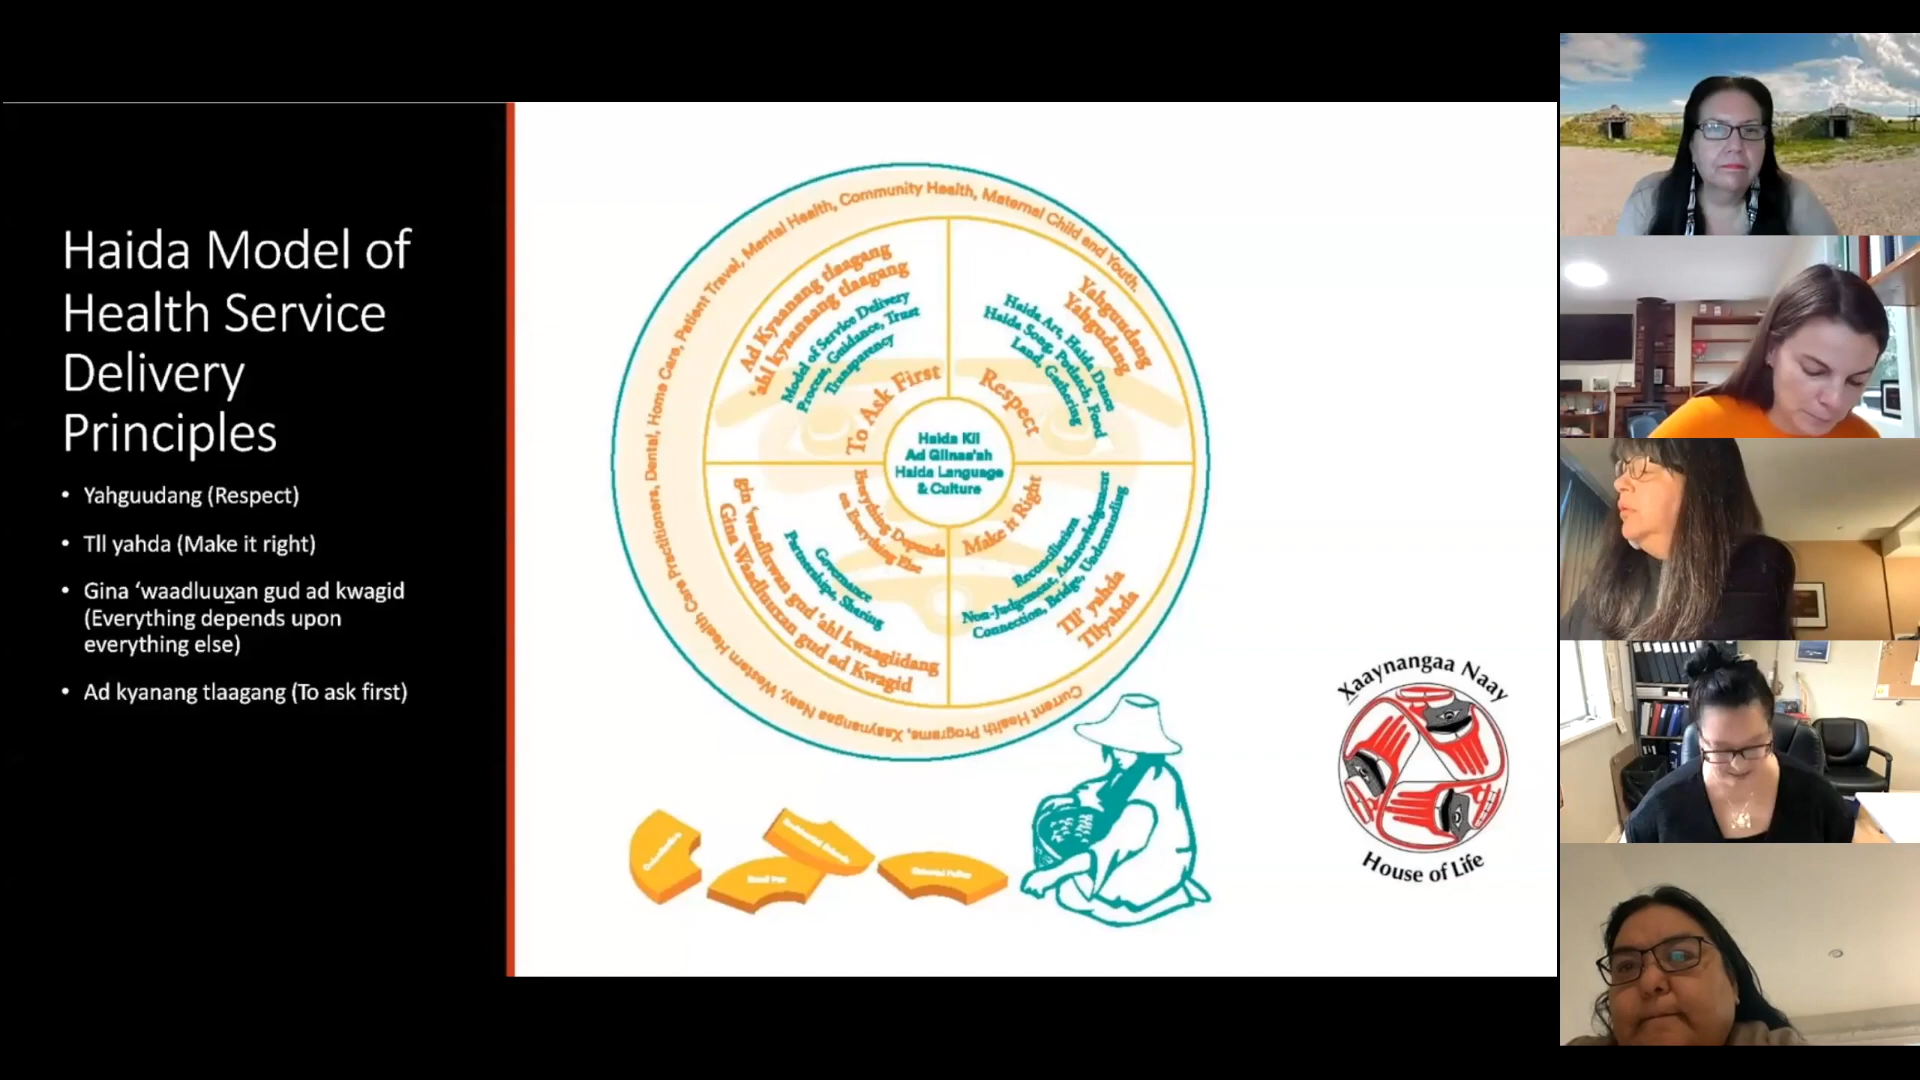 Haida Model of
Health Service
Delivery
Principles
• Yahguudang (Respect)
• Tll yahda (Make it right)
• Gina ‘waadluuxan gud ad kwagid
(Everything depends upon
everything else)
• Ad kyanang tlaagang (To ask first)
Current Health Programs, Xaaynangaa Naay, Western Health Care Practitioners, Dental, Home Care, Patient Travel, Mental Health, Community Health, Maternal Child and Youth.
Ad Kyaanang tlaagang
‘ahl kyanaang tlaagang
Model of Service Delivery
Process, Guidance, Trust
Transparency
To Ask First
Yahguudang
Yahgudang
Haida Art, Haida Dance
Haida Song, Potlatch, Food
Land, Gathering
Respect
Haida Kil
Ad Giinaa'ah
Haida Language
& Culture
Everything Depends
on Everything Else
Governance
Partnerships, Sharing
gin ‘waadluwan gud ‘ahl kwaagiidang
Gina Waadluxan gud ad Kwagid
Make it Right
Reconciliation
Non-Judgement, Acknowledgement
Connection, Bridge, Understanding
Tll’ yahda
Tllyahda
Small Pox
Xaaynangaa Naay
House of Life